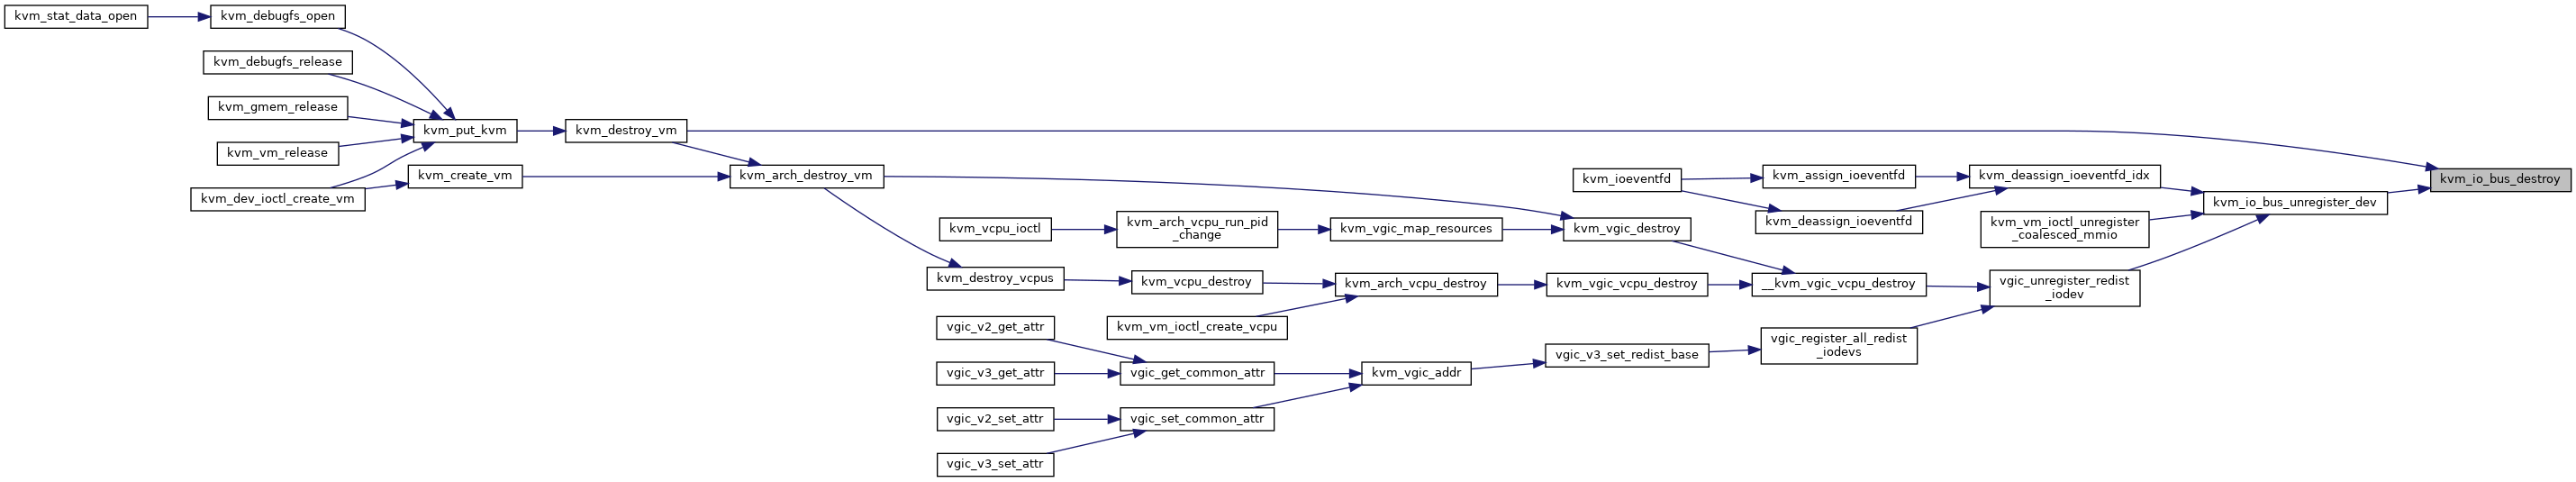 kvm_stat_data_open
kvm_debugfs_open
kvm_debugfs_release
kvm_gmem_release
kvm_vm_release
kvm_dev_ioctl_create_vm
kvm_put_kvm
kvm_create_vm
kvm_destroy_vm
kvm_arch_destroy_vm
kvm_vcpu_ioctl
kvm_destroy_vcpus
vgic_v2_get_attr
vgic_v3_get_attr
vgic_v2_set_attr
vgic_v3_set_attr
kvm_arch_vcpu_run_pid
_change
kvm_vcpu_destroy
kvm_vm_ioctl_create_vcpu
vgic_get_common_attr
vgic_set_common_attr
kvm_vgic_map_resources
kvm_arch_vcpu_destroy
kvm_vgic_addr
kvm_ioeventfd
kvm_vgic_destroy
kvm_vgic_vcpu_destroy
vgic_v3_set_redist_base
kvm_assign_ioeventfd
kvm_deassign_ioeventfd
__kvm_vgic_vcpu_destroy
vgic_register_all_redist
_iodevs
kvm_deassign_ioeventfd_idx
kvm_vm_ioctl_unregister
_coalesced_mmio
vgic_unregister_redist
_iodev
kvm_io_bus_unregister_dev
kvm_io_bus_destroy